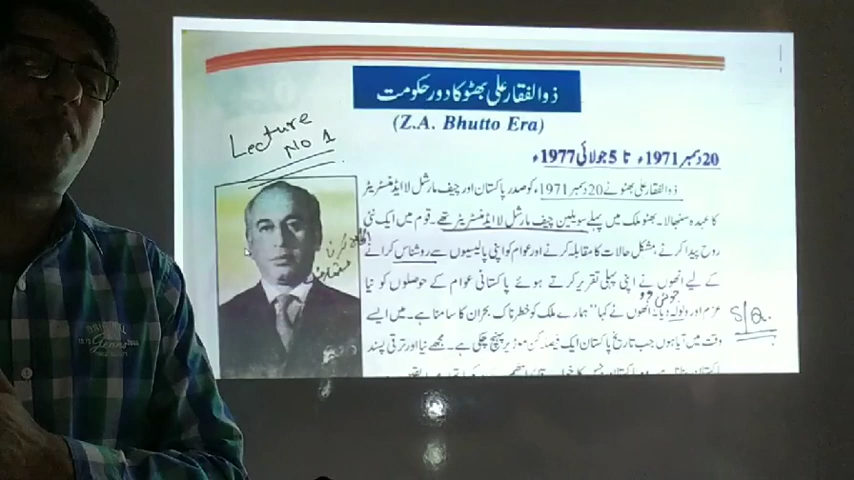 ذوالفقار علی بھٹو کا دور حکومت
(Z.A. Bhutto Era)
Lecture
No 1
20 دسمبر 1971ء تا 5 جولائی 1977ء
ذوالفقار علی بھٹو نے 20 دسمبر 1971ء کو صدر پاکستان اور چیف مارشل لا ایڈمنسٹریٹر
کا عہدہ سنبھالا۔ بھٹو ملک میں پہلے سویلین چیف مارشل لا ایڈمنسٹریٹر تھے۔ قوم میں ایک نئی
روح پیدا کرنے، مشکل حالات کا مقابلہ کرنے اور عوام کو اپنی پالیسیوں سے روشناس کرانے
کے لیے انھوں نے اپنی پہلی تقریر کرتے ہوئے پاکستانی عوام کے حوصلوں کو نیا
عزم اور ولولہ دیا۔ انھوں نے کہا "ہمارے ملک کو خطرناک بحران کا سامنا ہے۔ میں ایسے
وقت میں آیا ہوں جب تاریخ پاکستان ایک فیصلہ کن موڑ پر پہنچ چکی ہے۔ مجھے نیا اور ترقی پسند
S/Q.
Genno